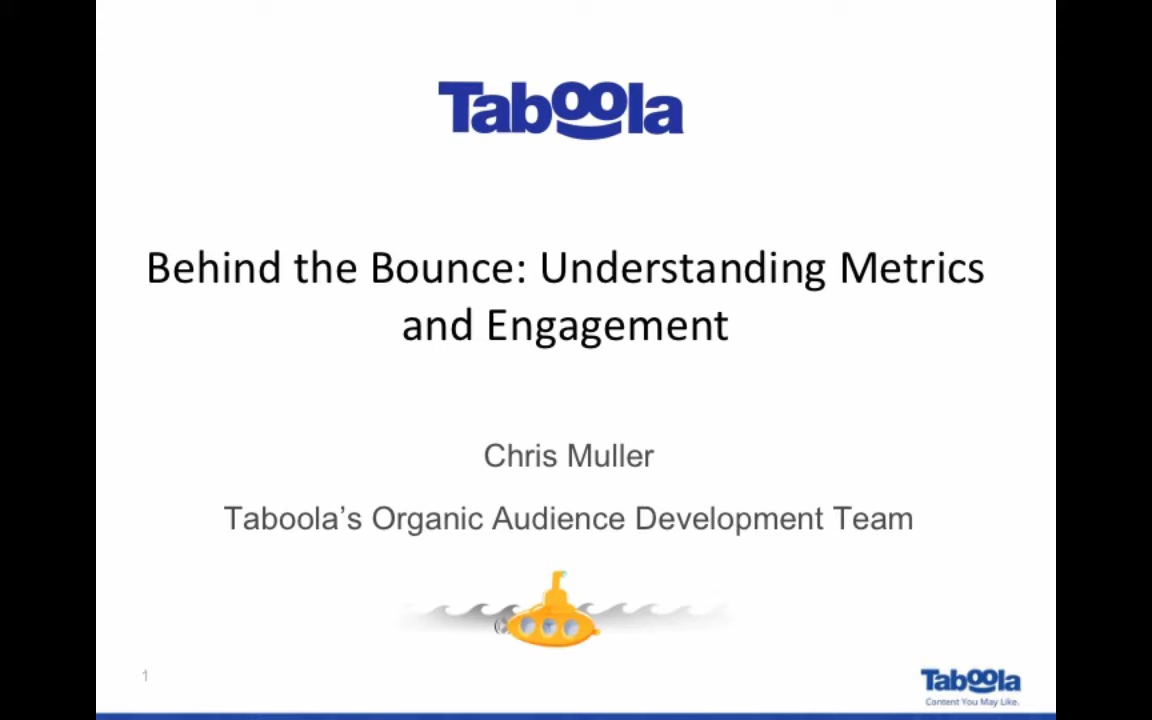 Taboola
Behind the Bounce: Understanding Metrics
and Engagement
Chris Muller
Taboola’s Organic Audience Development Team
1
Taboola
Content You May Like.